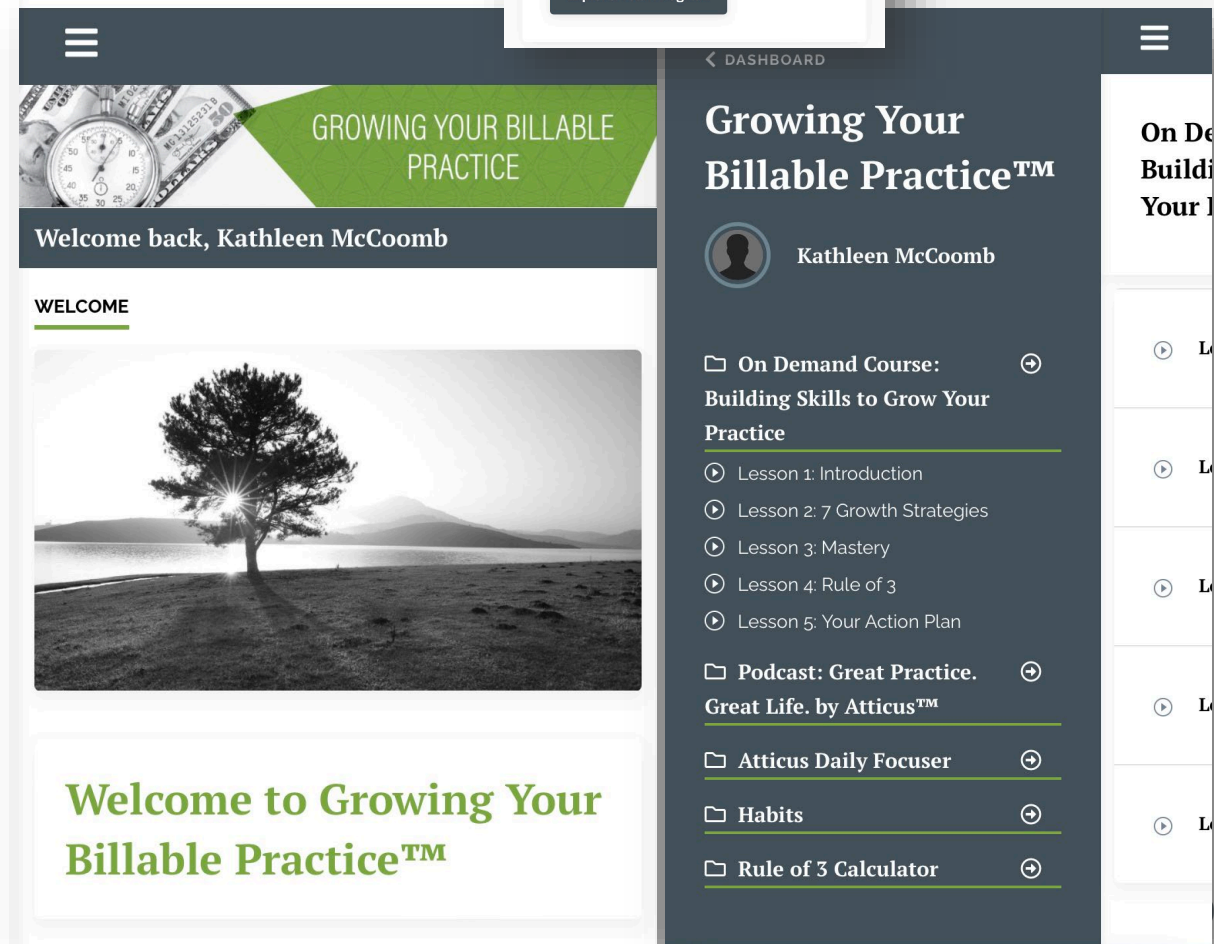 GROWING YOUR BILLABLE
PRACTICE
Welcome back, Kathleen McCoomb
WELCOME
Welcome to Growing Your
Billable Practice™
DASHBOARD
Growing Your
Billable Practice™
Kathleen McCoomb
On Demand Course:
Building Skills to Grow Your
Practice
Lesson 1: Introduction
Lesson 2: 7 Growth Strategies
Lesson 3: Mastery
Lesson 4: Rule of 3
Lesson 5: Your Action Plan
Podcast: Great Practice.
Great Life. by Atticus™
Atticus Daily Focuser
Habits
Rule of 3 Calculator
On
Your